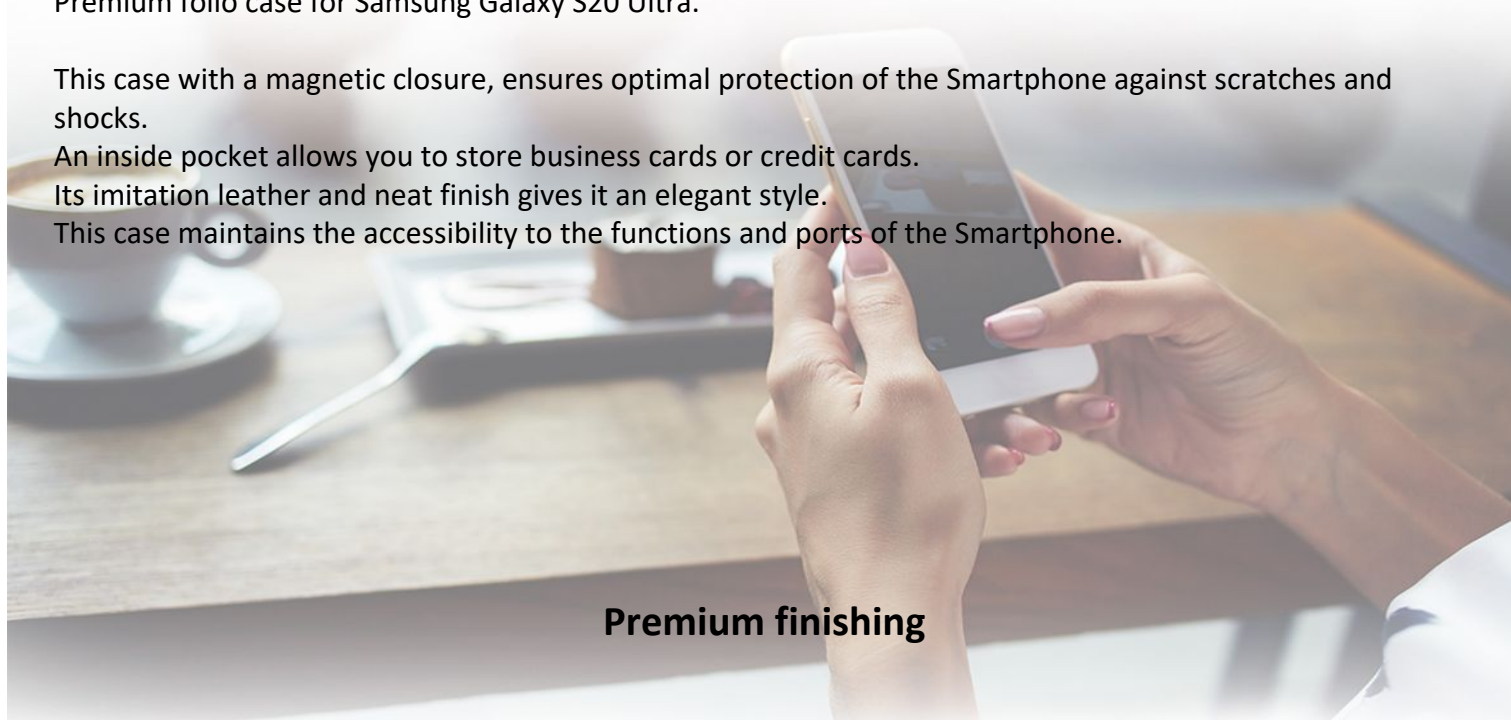 Premium folio case for Samsung Galaxy S20 Ultra.
This case with a magnetic closure, ensures optimal protection of the Smartphone against scratches and
shocks.
An inside pocket allows you to store business cards or credit cards.
Its imitation leather and neat finish gives it an elegant style.
This case maintains the accessibility to the functions and ports of the Smartphone.
Premium finishing